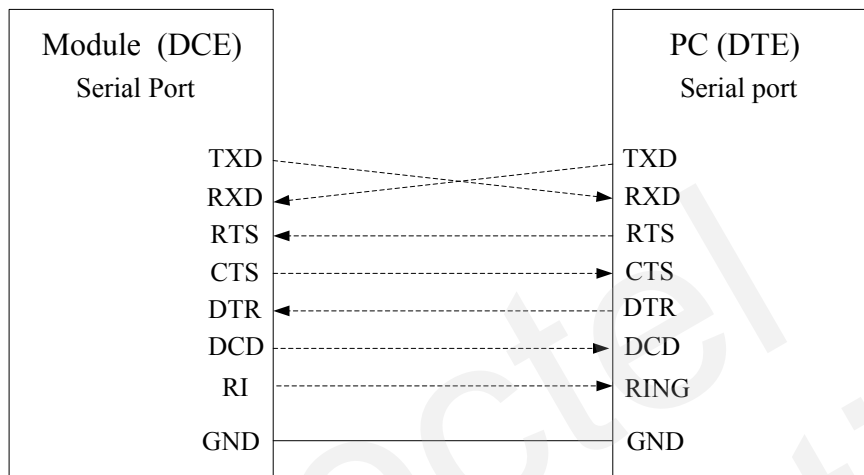 Module (DCE)
Serial Port
TXD
RXD
RTS
CTS
DTR
DCD
RI
GND
PC (DTE)
Serial port
TXD
RXD
RTS
CTS
DTR
DCD
RING
GND